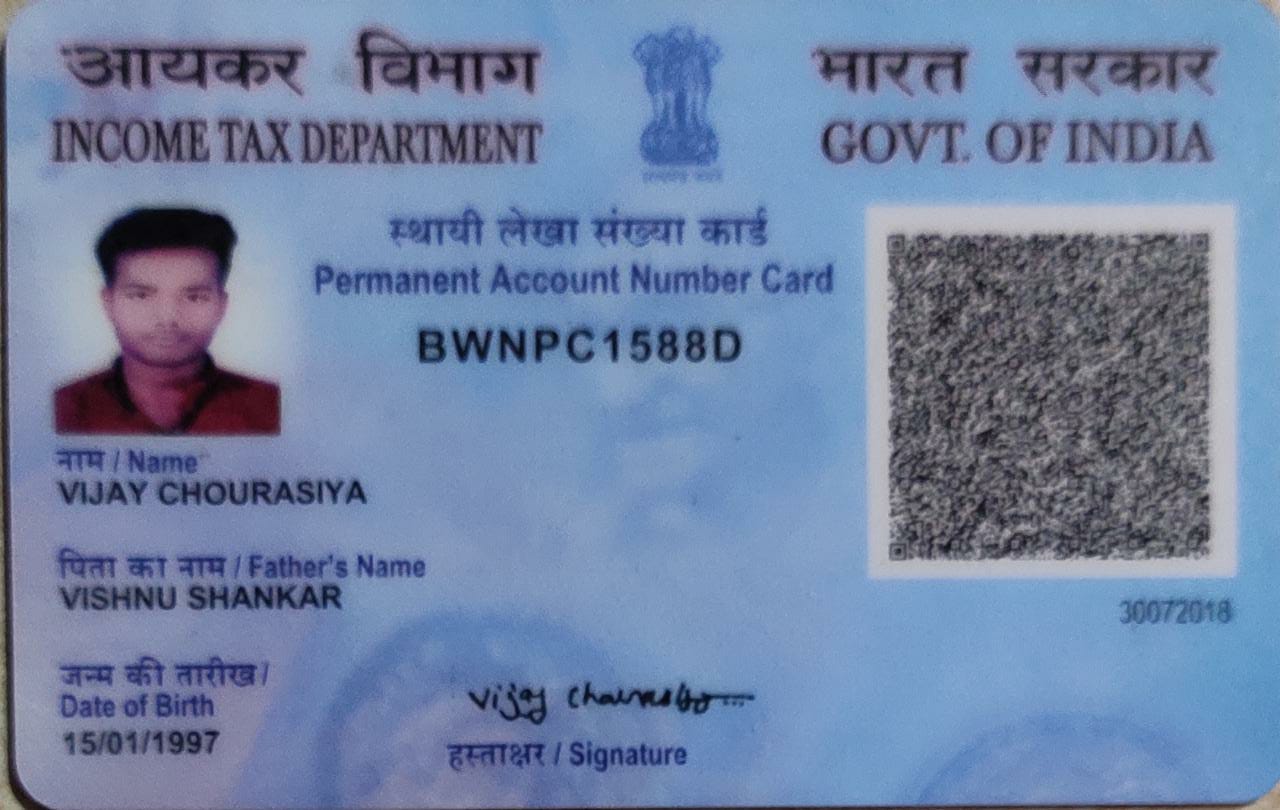 आयकर विभाग
INCOME TAX DEPARTMENT
भारत सरकार
GOVT. OF INDIA
स्थायी लेखा संख्या कार्ड
Permanent Account Number Card
BWNPC1588D
नाम / Name
VIJAY CHOURASIYA
पिता का नाम / Father's Name
VISHNU SHANKAR
30072018
जन्म की तारीख /
Date of Birth
15/01/1997
Vijay
हस्ताक्षर / Signature